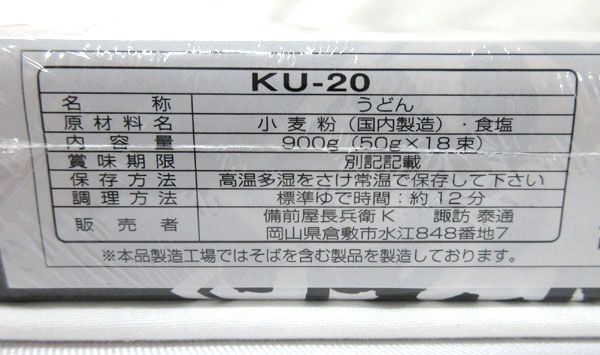 KU-20
名称 うどん
原材料名 小麦粉（国内製造）・食塩
内容量 900g（50g×18束）
賞味期限 別記記載
保存方法 高温多湿をさけ常温で保存して下さい
調理方法 標準ゆで時間：約12分
販売者 備前屋長兵衛K 諏訪 泰通
岡山県倉敷市水江848番地7
※本品製造工場ではそばを含む製品を製造しております。